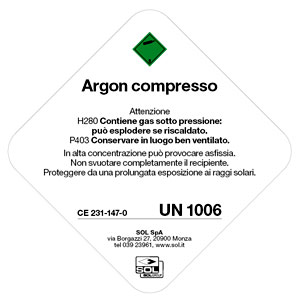 Argon compresso
Attenzione
H280 Contiene gas sotto pressione:
può esplodere se riscaldato.
P403 Conservare in luogo ben ventilato.
In alta concentrazione può provocare asfissia.
Non svuotare completamente il recipiente.
Proteggere da una prolungata esposizione ai raggi solari.
CE 231-147-0 UN 1006
SOL SpA
via Borgazzi 27, 20900 Monza
tel 039 23961, www.sol.it
SOL